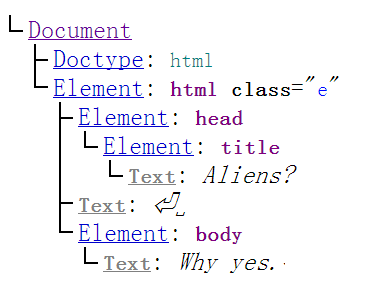 Document
Doctype: html
Element: html class="e"
Element: head
Element: title
Text: Aliens?
Text: ⏎␣
Element: body
Text: Why yes.